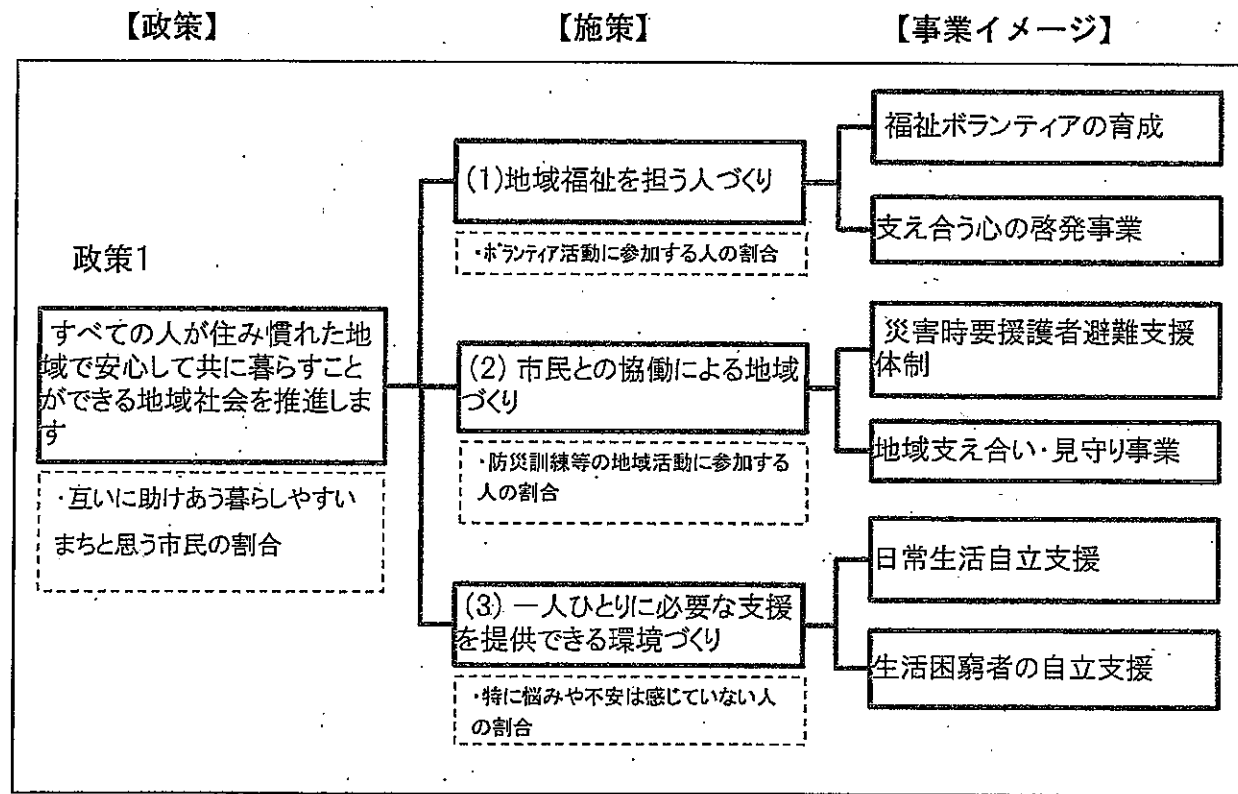 【政策】
【施策】
【事業イメージ】
政策1
すべての人が住み慣れた地
域で安心して共に暮らすこと
ができる地域社会を推進しま
す
・互いに助けあう暮らしやすい
まちと思う市民の割合
(1)地域福祉を担う人づくり
・ボランティア活動に参加する人の割合
福祉ボランティアの育成
支え合う心の啓発事業
(2) 市民との協働による地域
づくり
・防災訓練等の地域活動に参加する
人の割合
災害時要援護者避難支援
体制
地域支え合い・見守り事業
(3) 一人ひとりに必要な支援
を提供できる環境づくり
・特に悩みや不安は感じていない人
の割合
日常生活自立支援
生活困窮者の自立支援